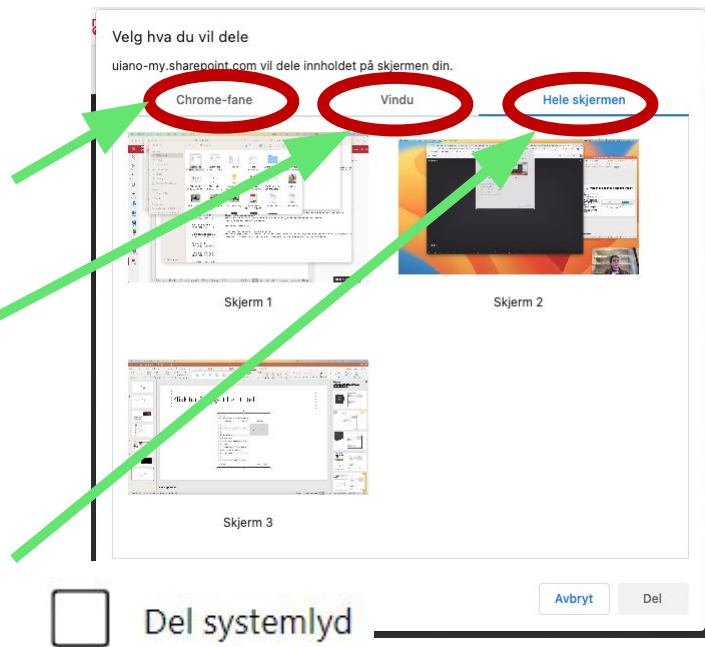 Velg hva du vil dele
uiano-my.sharepoint.com vil dele innholdet på skjermen din.
Chrome-fane
Vindu
Hele skjermen
Skjerm 1
Skjerm 2
Skjerm 3
Avbryt
Del
Del systemlyd